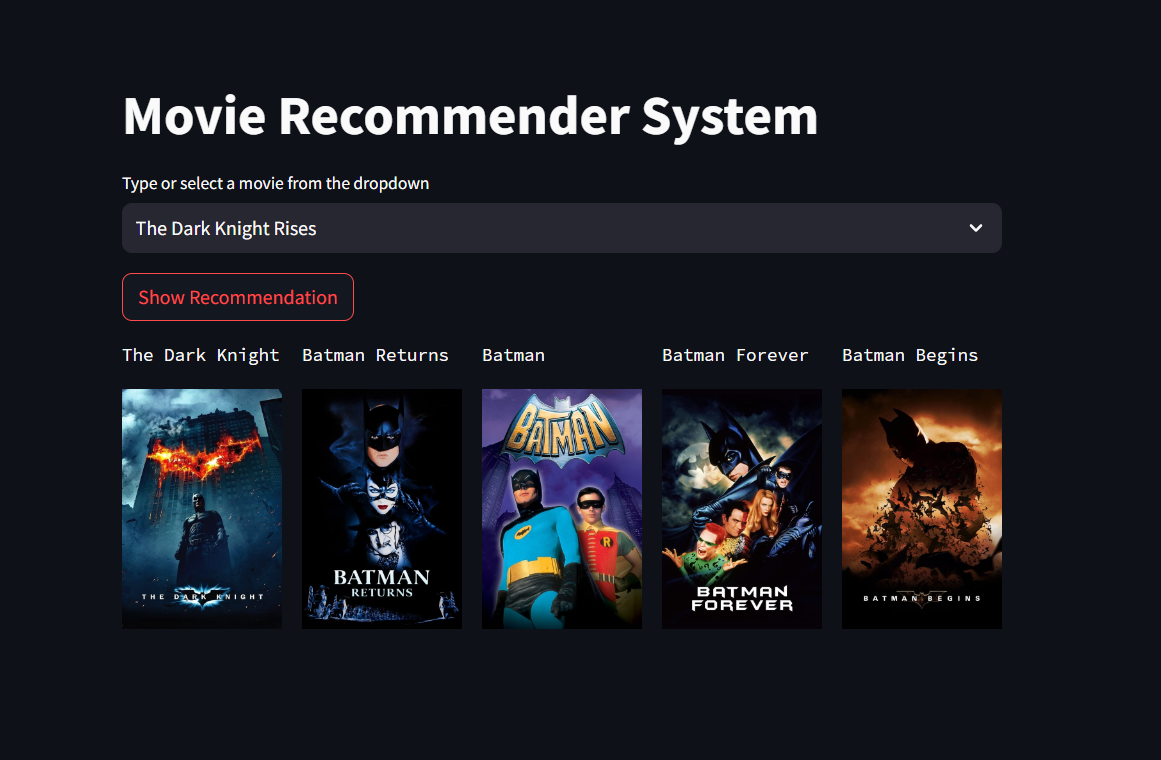 Movie Recommender System
Type or select a movie from the dropdown
The Dark Knight Rises
Show Recommendation
The Dark Knight
Batman Returns
Batman
Batman Forever
Batman Begins
THE DARK KNIGHT
BATMAN
RETURNS
BATMAN
R
BATMAN
FOREVER
BATMAN BEGINS